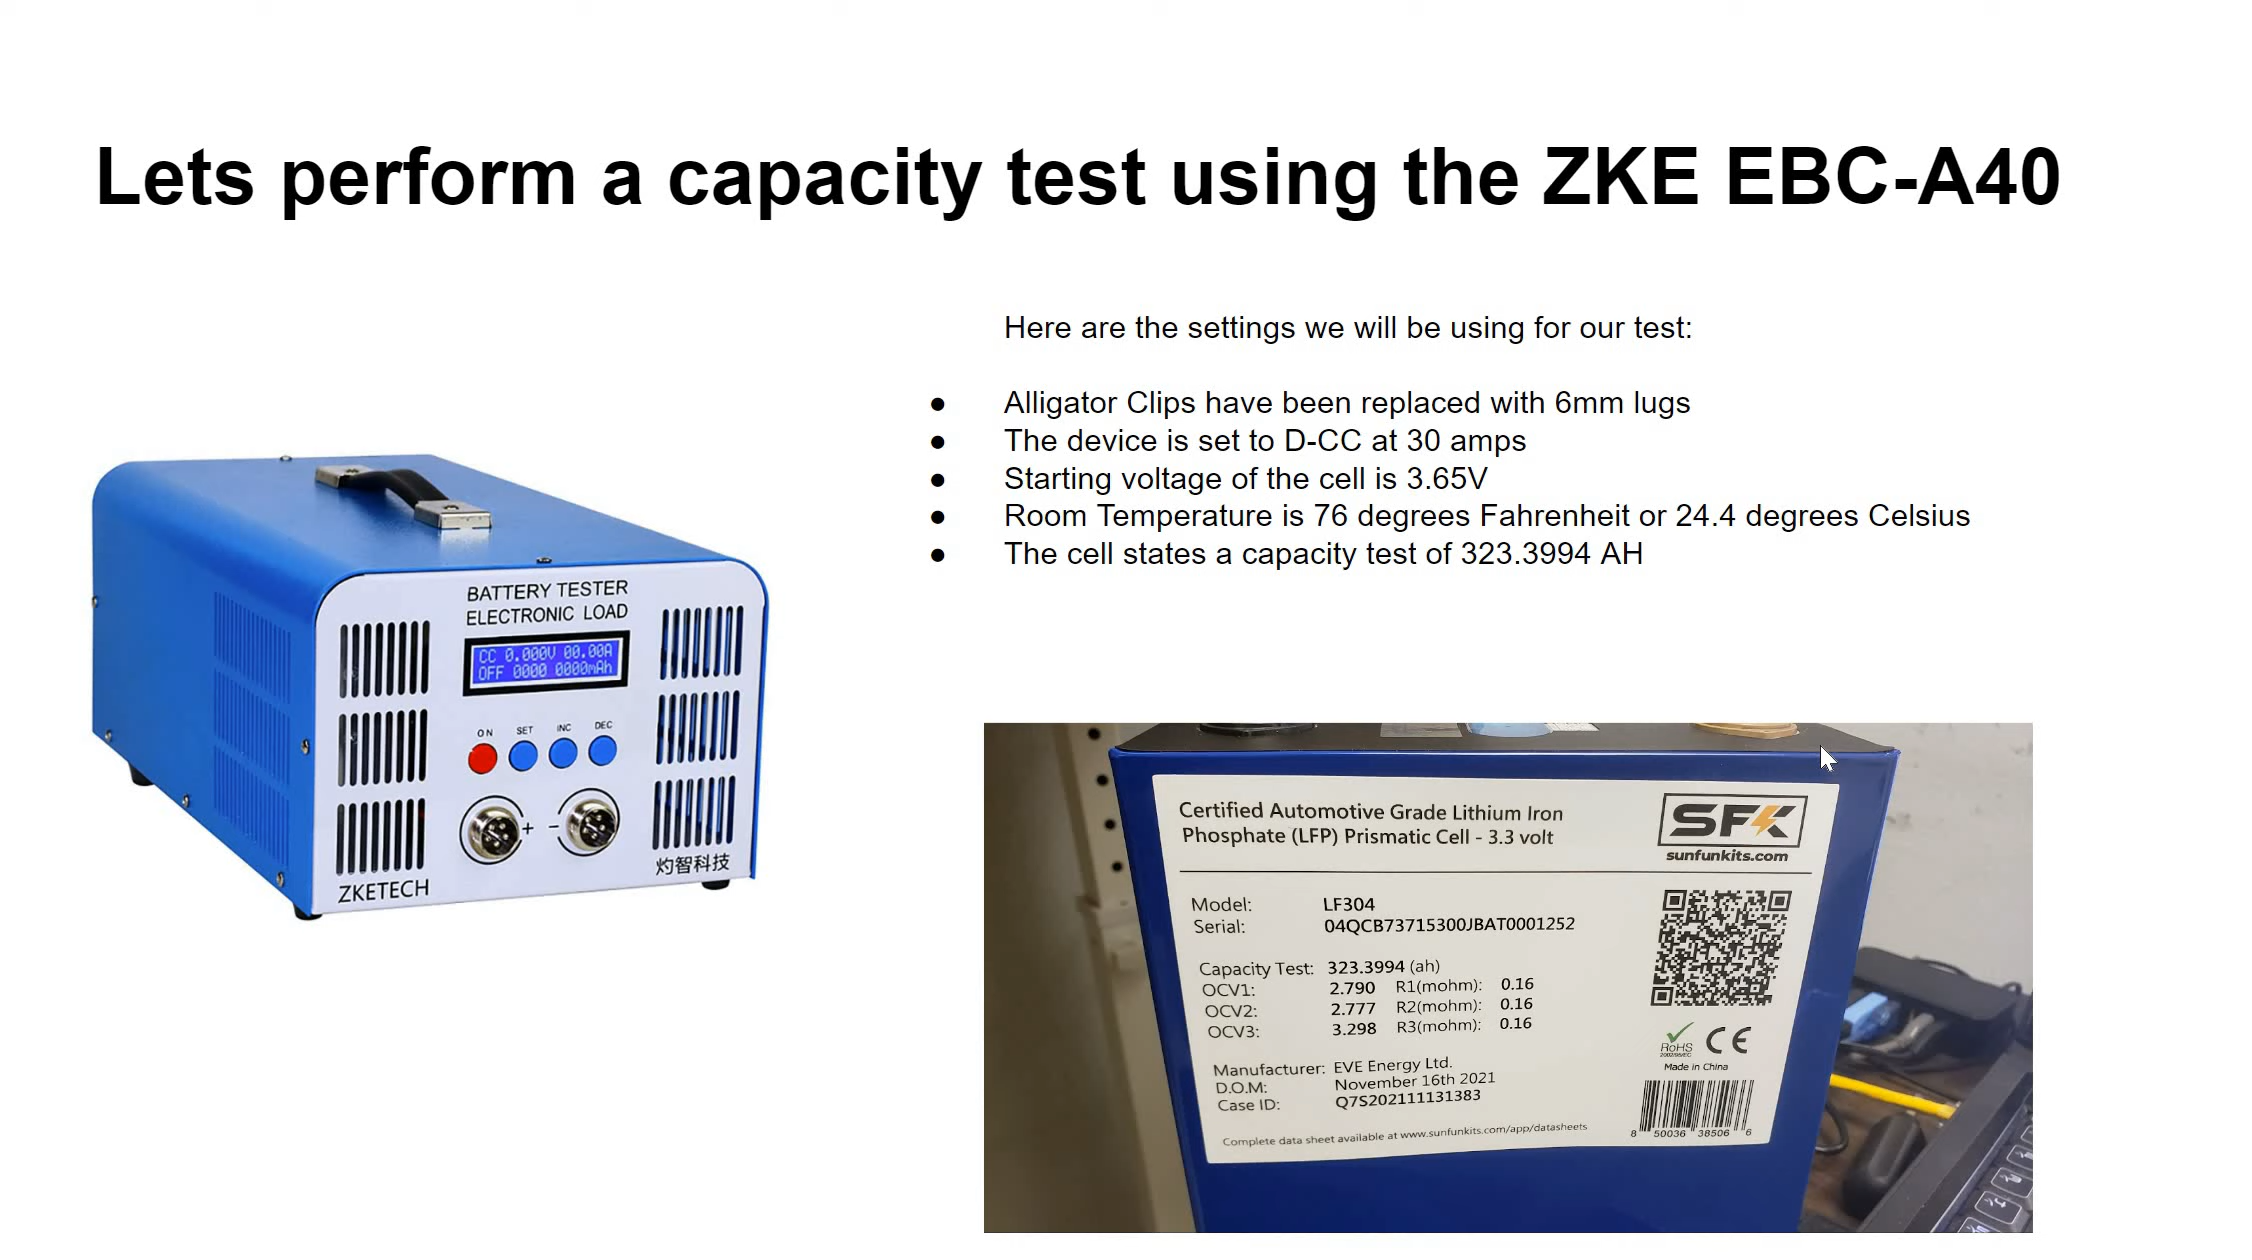 Lets perform a capacity test using the ZKE EBC-A40
Here are the settings we will be using for our test:
● Alligator Clips have been replaced with 6mm lugs
● The device is set to D-CC at 30 amps
● Starting voltage of the cell is 3.65V
● Room Temperature is 76 degrees Fahrenheit or 24.4 degrees Celsius
● The cell states a capacity test of 323.3994 AH
BATTERY TESTER
ELECTRONIC LOAD
CC 0.000V 00.00A
OFF 0000 0000mAh
ON SET INC DEC
+ −
ZKETECH
灼智科技
Certified Automotive Grade Lithium Iron
Phosphate (LFP) Prismatic Cell - 3.3 volt
SFK
sunfunkits.com
Model: LF304
Serial: 04QCB73715300JBAT0001252
Capacity Test: 323.3994 (ah)
OCV1: 2.790 R1(mohm): 0.16
OCV2: 2.777 R2(mohm): 0.16
OCV3: 3.298 R3(mohm): 0.16
RoHS
2002/95/EC
CE
Made in China
Manufacturer: EVE Energy Ltd.
D.O.M: November 16th 2021
Case ID: Q7S202111131383
8 50036 38506 6
Complete data sheet available at www.sunfunkits.com/app/datasheets